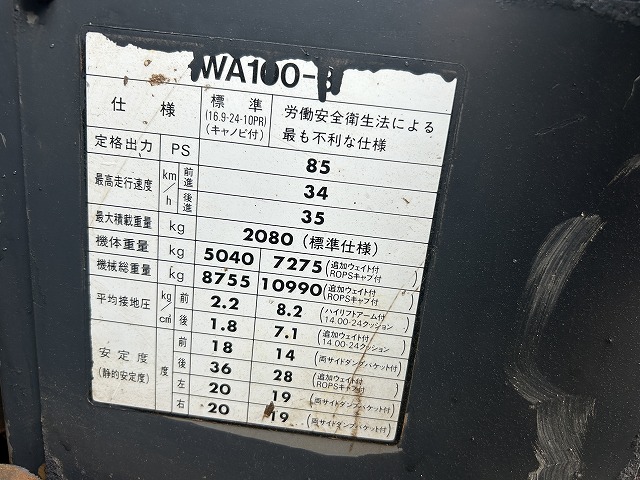 WA100-3
仕様 標準 (16.9-24-10PR) (キャノピ付) 労働安全衛生法による最も不利な仕様
定格出力 PS 85
最高走行速度 km/h 前進 34
後進 35
最大積載重量 kg 2080 (標準仕様)
機体重量 kg 5040 7275 (追加ウェイト付 ROPSキャブ付)
機械総重量 kg 8755 10990 (追加ウェイト付 ROPSキャブ付)
平均接地圧 kg/cm² 前 2.2 8.2 (ハイリフトアーム付 14.00-24クッション)
後 1.8 7.1 (追加ウェイト付 14.00-24クッション)
安定度 (静的安定度) 度 前 18 14 (両サイドダンプバケット付)
後 36 28 (追加ウェイト付 ROPSキャブ付)
左 20 19 (両サイドダンプバケット付)
右 20 19 (両サイドダンプバケット付)